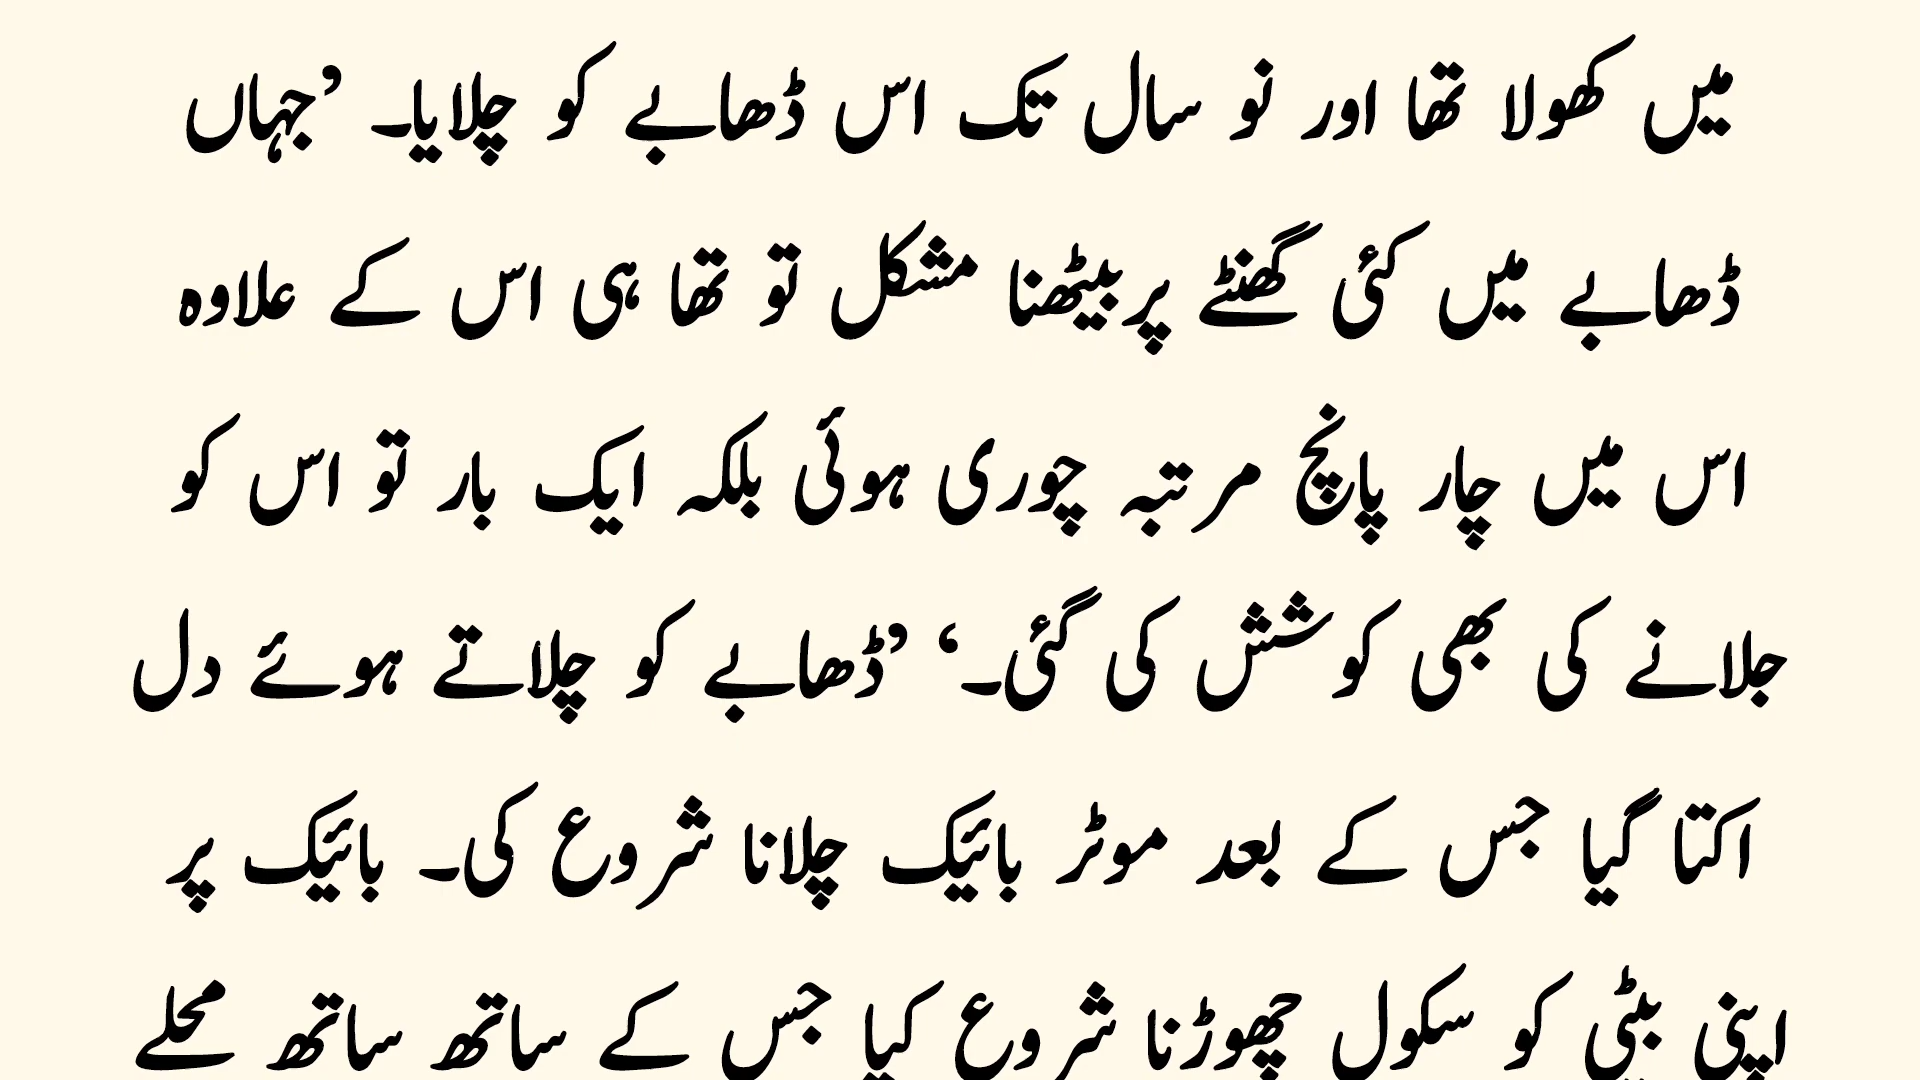 میں کھولا تھا اور نو سال تک اس ڈھابے کو چلایا۔ ’جہاں
ڈھابے میں کئی گھنٹے پربیٹھنا مشکل تو تھا ہی اس کے علاوہ
اس میں چار پانچ مرتبہ چوری ہوئی بلکہ ایک بار تو اس کو
جلانے کی بھی کوشش کی گئی۔‘ ’ڈھابے کو چلاتے ہوئے دل
اکتا گیا جس کے بعد موٹر بائیک چلانا شروع کی۔ بائیک پر
اپنی بیٹی کو سکول چھوڑنا شروع کیا جس کے ساتھ ساتھ محلے